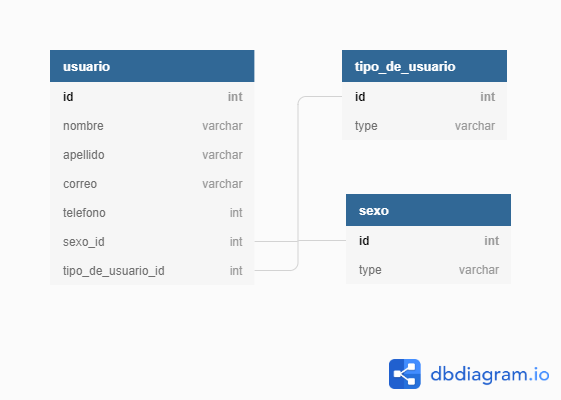 usuario
id int
nombre varchar
apellido varchar
correo varchar
telefono int
sexo_id int
tipo_de_usuario_id int
tipo_de_usuario
id int
type varchar
sexo
id int
type varchar
dbdiagram.io